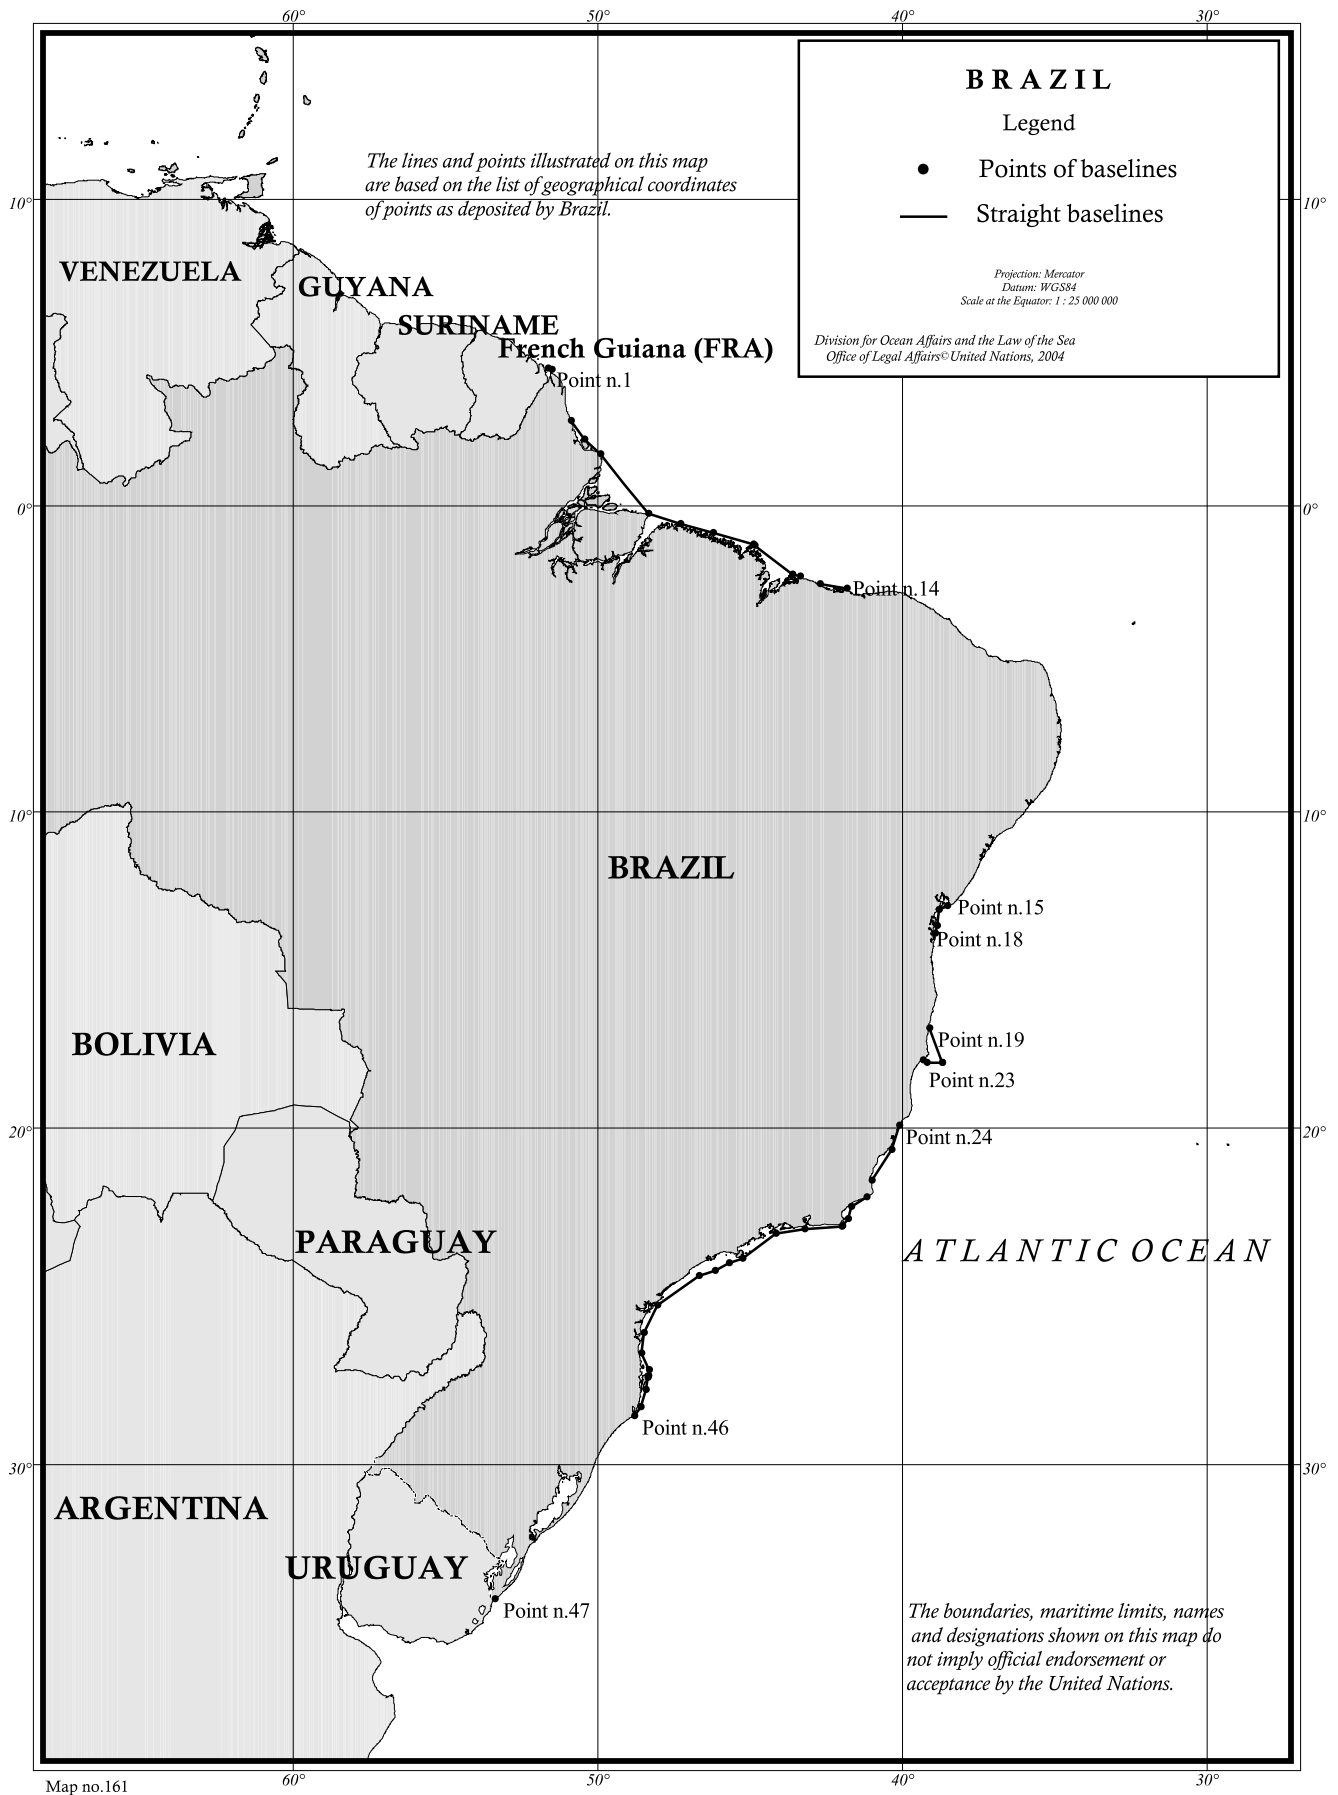 60°
50°
40°
30°
BRAZIL
Legend
Points of baselines
Straight baselines
Projection: Mercator
Datum: WGS84
Scale at the Equator: 1 : 25 000 000
Division for Ocean Affairs and the Law of the Sea
Office of Legal Affairs©United Nations, 2004
The lines and points illustrated on this map
are based on the list of geographical coordinates
of points as deposited by Brazil.
10°
10°
VENEZUELA
GUYANA
SURINAME
French Guiana (FRA)
Point n.1
0°
0°
Point n.14
10°
10°
BRAZIL
Point n.15
Point n.18
BOLIVIA
Point n.19
Point n.23
20°
20°
Point n.24
PARAGUAY
ATLANTIC OCEAN
Point n.46
30°
30°
ARGENTINA
URUGUAY
Point n.47
The boundaries, maritime limits, names
and designations shown on this map do
not imply official endorsement or
acceptance by the United Nations.
60°
50°
40°
30°
Map no.161